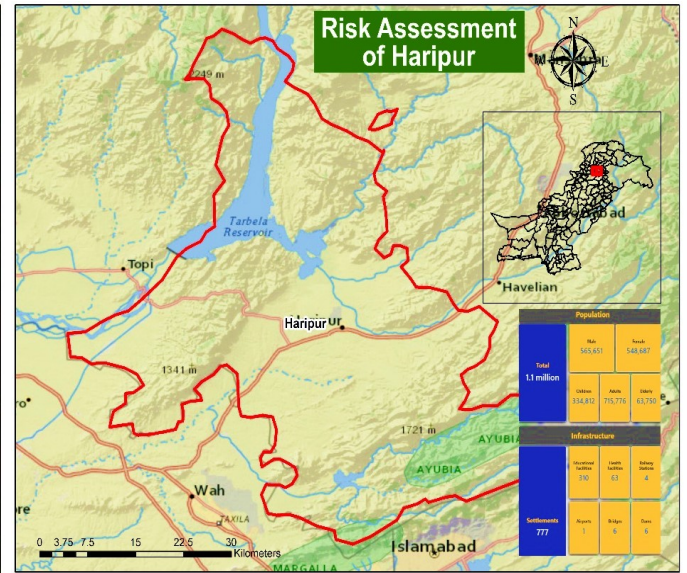 Risk Assessment
of Haripur
N
E
S
2249 m
Tarbela
Reservoir
Topi
Havelian
Haripur
1341 m
1721 m
AYUBIA
AYUBIA
Wah
TAXILA
Islamabad
MARGALLA
0 3.75 7.5 15 22.5 30
Kilometers
Population
Total
1.1 million
Male
565,651
Female
548,687
Children
334,812
Adults
715,776
Elderly
63,750
Infrastructure
Settlements
777
Educational
Facilities
310
Health
Facilities
63
Railway
Stations
4
Airports
1
Bridges
6
6